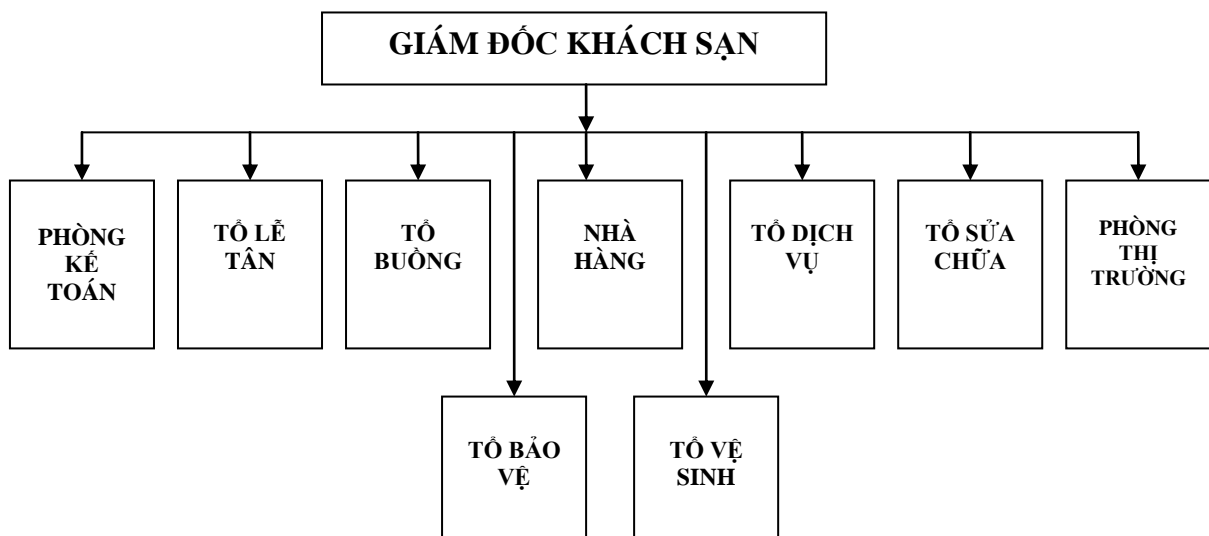 GIÁM ĐỐC KHÁCH SẠN
PHÒNG
KẾ
TOÁN
TỔ LỄ
TÂN
TỔ
BUỒNG
NHÀ
HÀNG
TỔ DỊCH
VỤ
TỔ SỬA
CHỮA
PHÒNG
THỊ
TRƯỜNG
TỔ BẢO
VỆ
TỔ VỆ
SINH